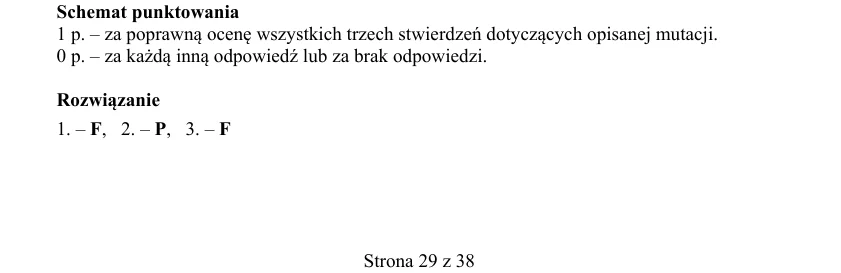 Schemat punktowania
1 p. – za poprawną ocenę wszystkich trzech stwierdzeń dotyczących opisanej mutacji.
0 p. – za każdą inną odpowiedź lub za brak odpowiedzi.
Rozwiązanie
1. – F, 2. – P, 3. – F
Strona 29 z 38